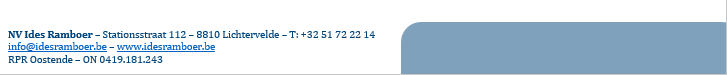 NV Ides Ramboer – Stationsstraat 112 – 8810 Lichtervelde – T: +32 51 72 22 14
info@idesramboer.be – www.idesramboer.be
RPR Oostende – ON 0419.181.243